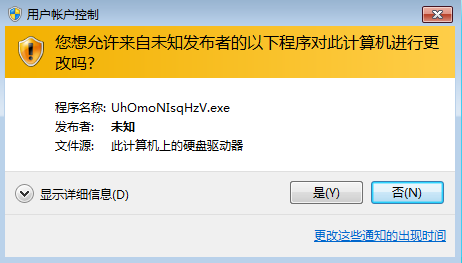 用户帐户控制
您想允许来自未知发布者的以下程序对此计算机进行更
改吗?
程序名称: UhOmoNIsqHzV.exe
发布者: 未知
文件源: 此计算机上的硬盘驱动器
显示详细信息(D)
是(Y)
否(N)
更改这些通知的出现时间